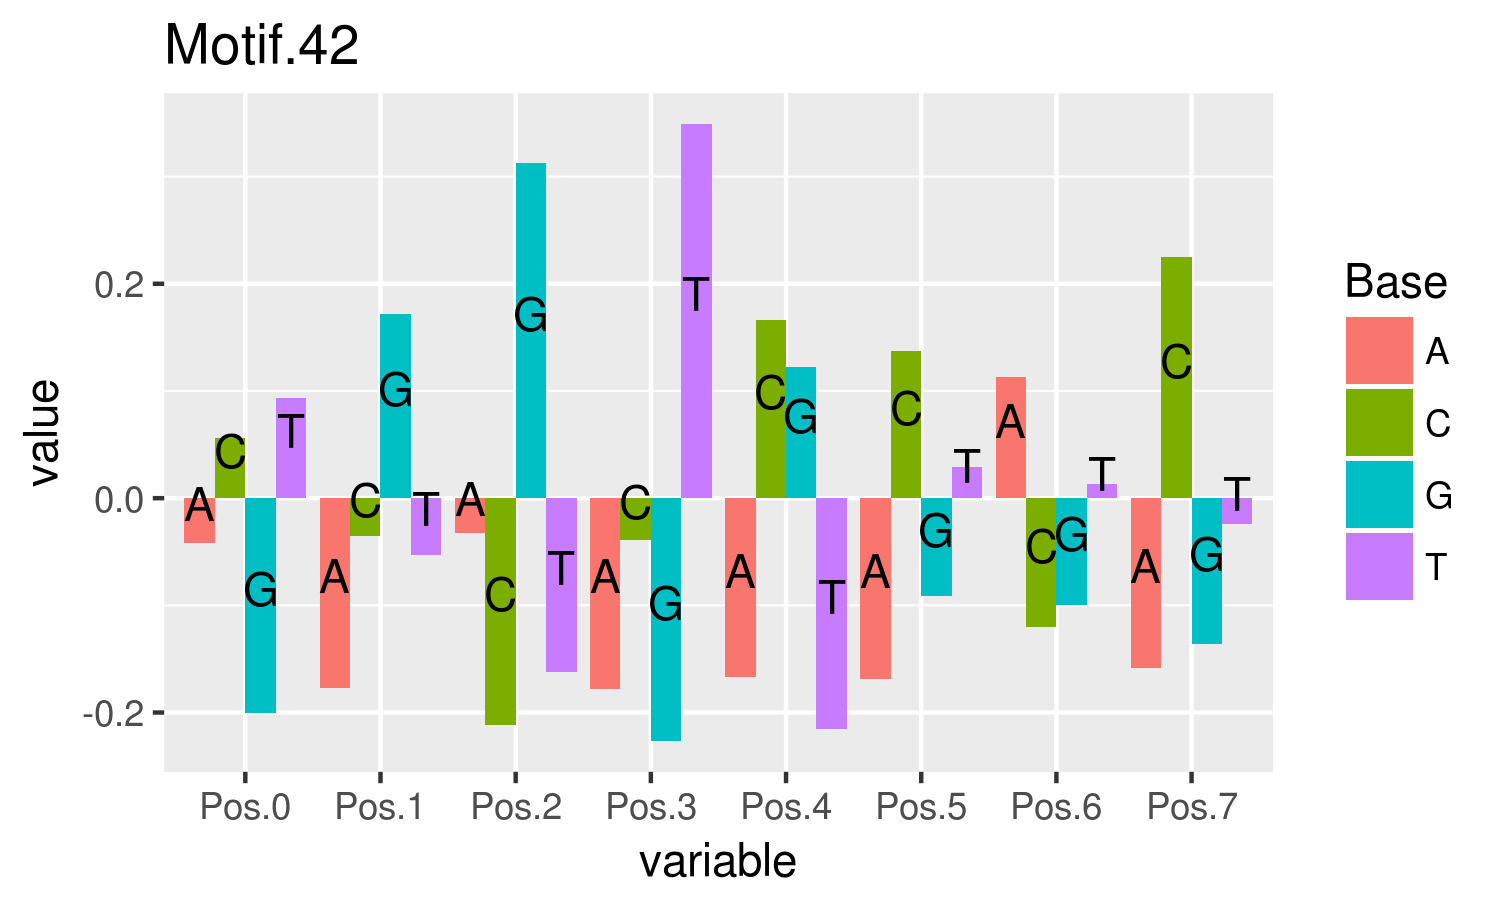 Motif.42
value
0.2
0.0
-0.2
A C G T A C G T A C G T A C G T A C G T A C G T A C G T A C G T
Pos.0 Pos.1 Pos.2 Pos.3 Pos.4 Pos.5 Pos.6 Pos.7
variable
Base
A
C
G
T